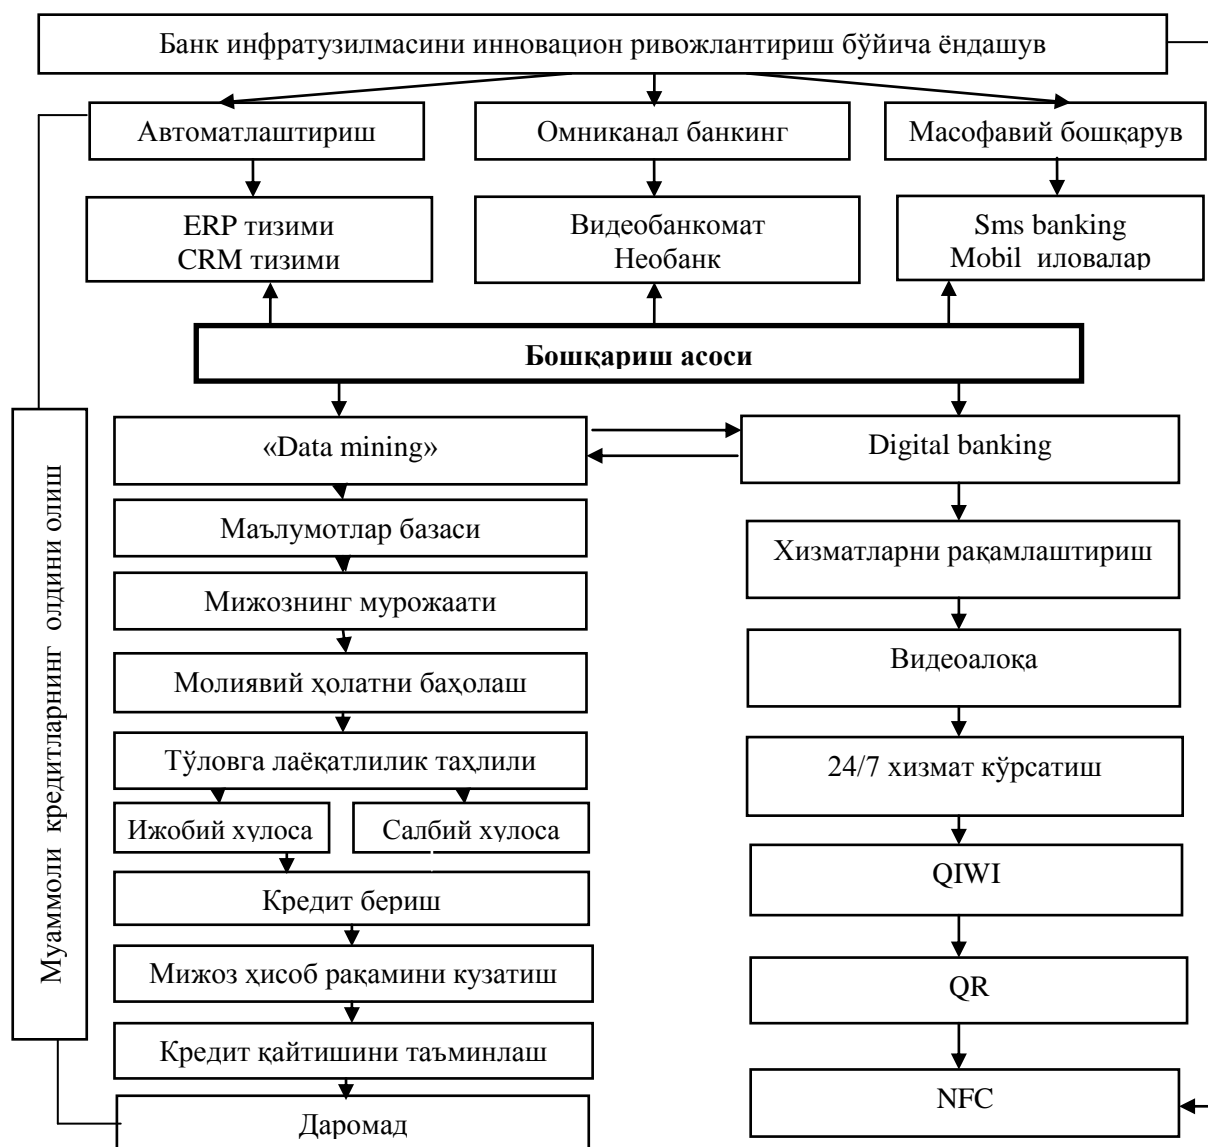 Банк инфратузилмасини инновацион ривожлантириш бўйича ёндашув
Автоматлаштириш
Омниканал банкинг
Масофавий бошқарув
ERP тизими
CRM тизими
Видеобанкомат
Необанк
Sms banking
Mobil иловалар
Бошқариш асоси
Муаммоли кредитларнинг олдини олиш
«Data mining»
Digital banking
Маълумотлар базаси
Хизматларни рақамлаштириш
Мижознинг мурожаати
Видеоалоқа
Молиявий ҳолатни баҳолаш
Тўловга лаёқатлилик таҳлили
24/7 хизмат кўрсатиш
Ижобий хулоса
Салбий хулоса
QIWI
Кредит бериш
Мижоз ҳисоб рақамини кузатиш
QR
Кредит қайтишини таъминлаш
NFC
Даромад